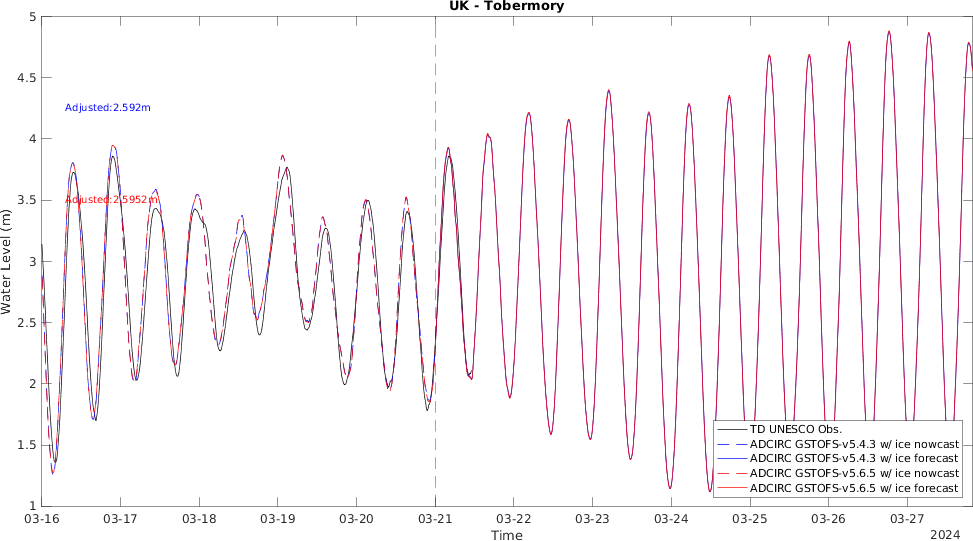 UK - Tobermory
5
4.5
4
3.5
3
2.5
2
1.5
1
Water Level (m)
Adjusted:2.592m
Adjusted:2.5952m
TD UNESCO Obs.
ADCIRC GSTOFS-v5.4.3 w/ ice nowcast
ADCIRC GSTOFS-v5.4.3 w/ ice forecast
ADCIRC GSTOFS-v5.6.5 w/ ice nowcast
ADCIRC GSTOFS-v5.6.5 w/ ice forecast
03-16 03-17 03-18 03-19 03-20 03-21 03-22 03-23 03-24 03-25 03-26 03-27
Time
2024